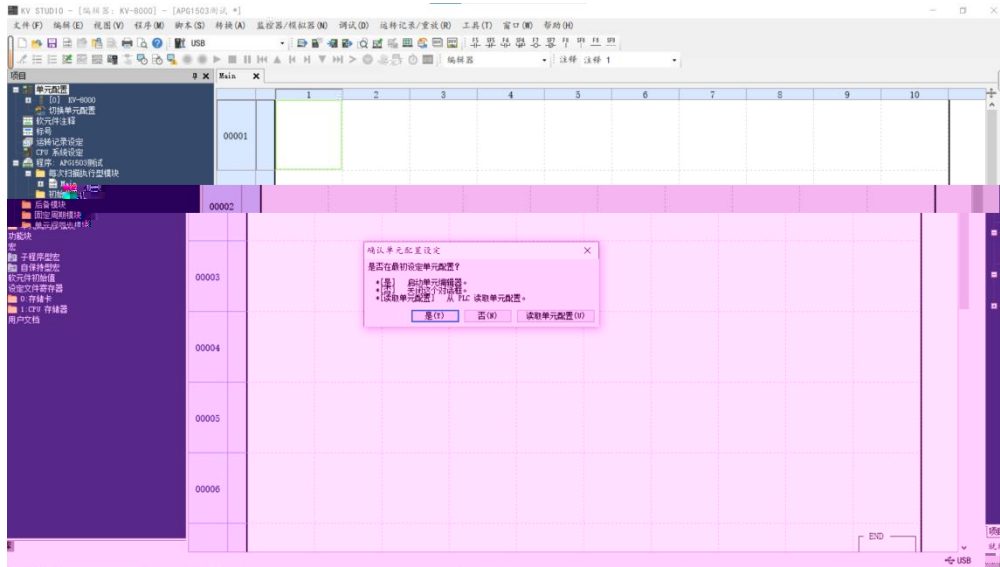 KV STUDIO - [编辑器: KV-8000] - [APG1503测试 *]
文件(F) 编辑(E) 视图(V) 程序(M) 脚本(S) 转换(A) 监控器/模拟器(N) 调试(D) 运转记录/重放(R) 工具(T) 窗口(W) 帮助(H)
USB
编辑器 注释 注释 1
项目
Main
单元配置
[0] KV-8000
切换单元配置
软元件注释
标号
运转记录设定
CPU 系统设定
程序: APG1503测试
每次扫描执行型模块
Main
后备模块
固定周期模块
功能块
宏
子程序型宏
自保持型宏
软元件初始值
设定文件寄存器
0:存储卡
1:CPU 存储器
用户文档
1 2 3 4 5 6 7 8 9 10
00001
00002
00003
00004
00005
00006
END
确认单元配置设定
是否在最初设定单元配置?
*[是] 启动单元编辑器。
*[否] 关闭这个对话框。
*[读取单元配置] 从 PLC 读取单元配置。
是(Y) 否(N) 读取单元配置(U)
USB